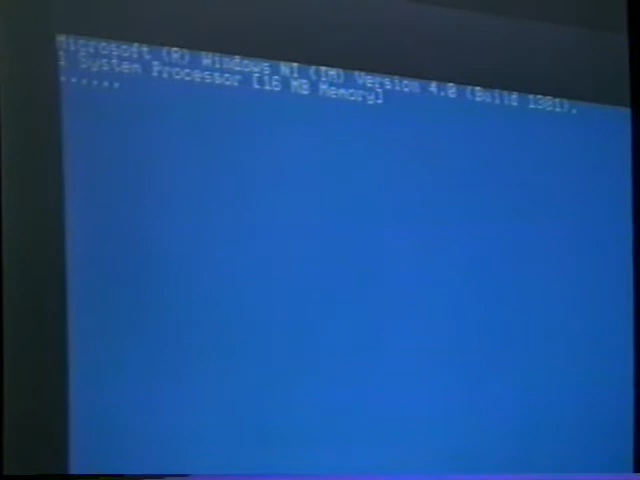 Microsoft (R) Windows NT (TM) Version 4.0 (Build 1381).
1 System Processor [16 MB Memory]
......